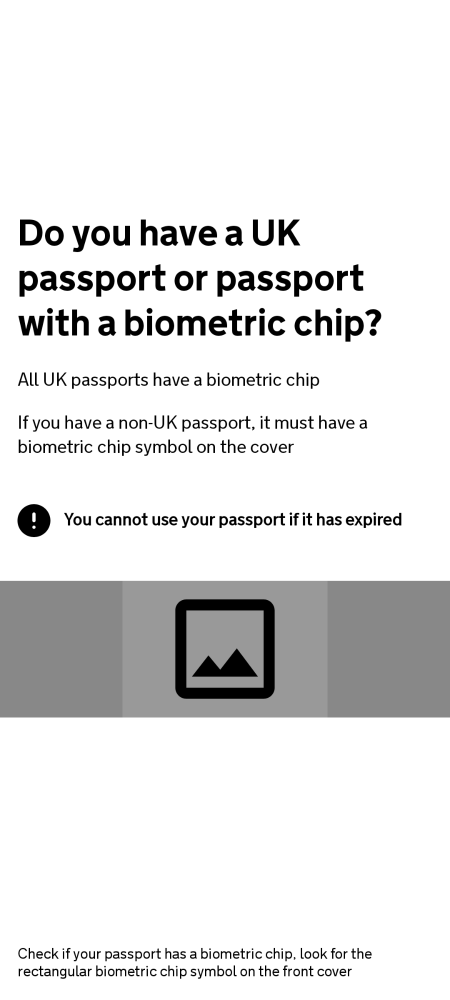 Do you have a UK
passport or passport
with a biometric chip?
All UK passports have a biometric chip
If you have a non-UK passport, it must have a
biometric chip symbol on the cover
You cannot use your passport if it has expired
Check if your passport has a biometric chip, look for the
rectangular biometric chip symbol on the front cover